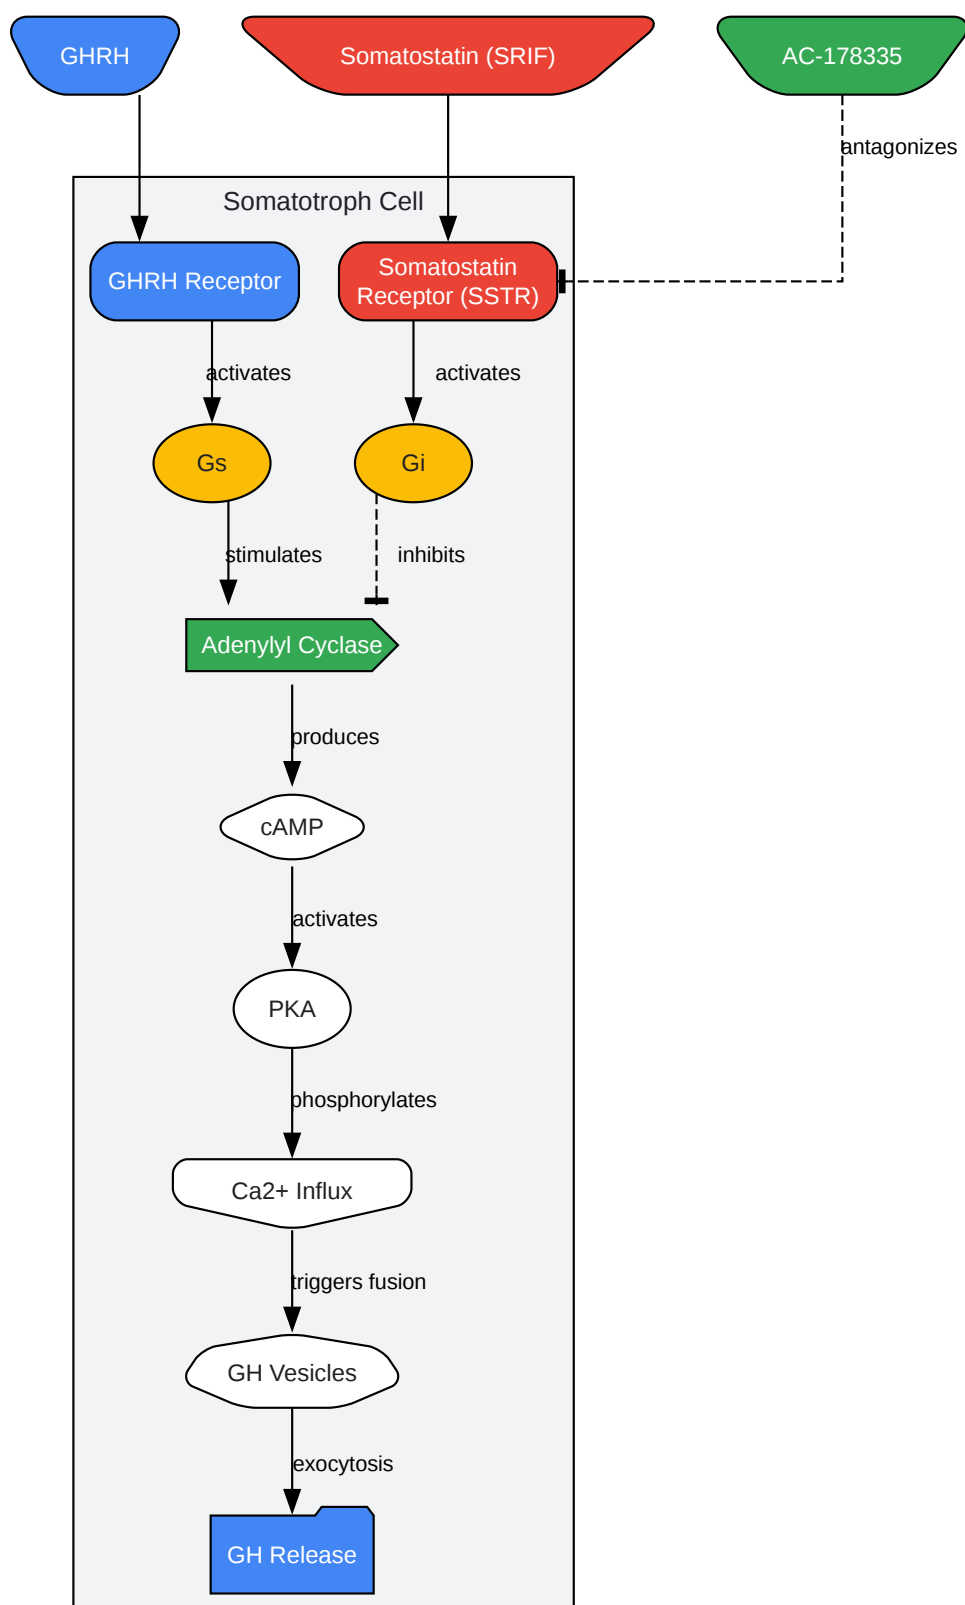 GHRH
Somatostatin (SRIF)
AC-178335
antagonizes
Somatotroph Cell
GHRH Receptor
Somatostatin
Receptor (SSTR)
activates
activates
Gs
Gi
stimulates
inhibits
Adenylyl Cyclase
produces
cAMP
activates
PKA
phosphorylates
Ca2+ Influx
triggers fusion
GH Vesicles
exocytosis
GH Release